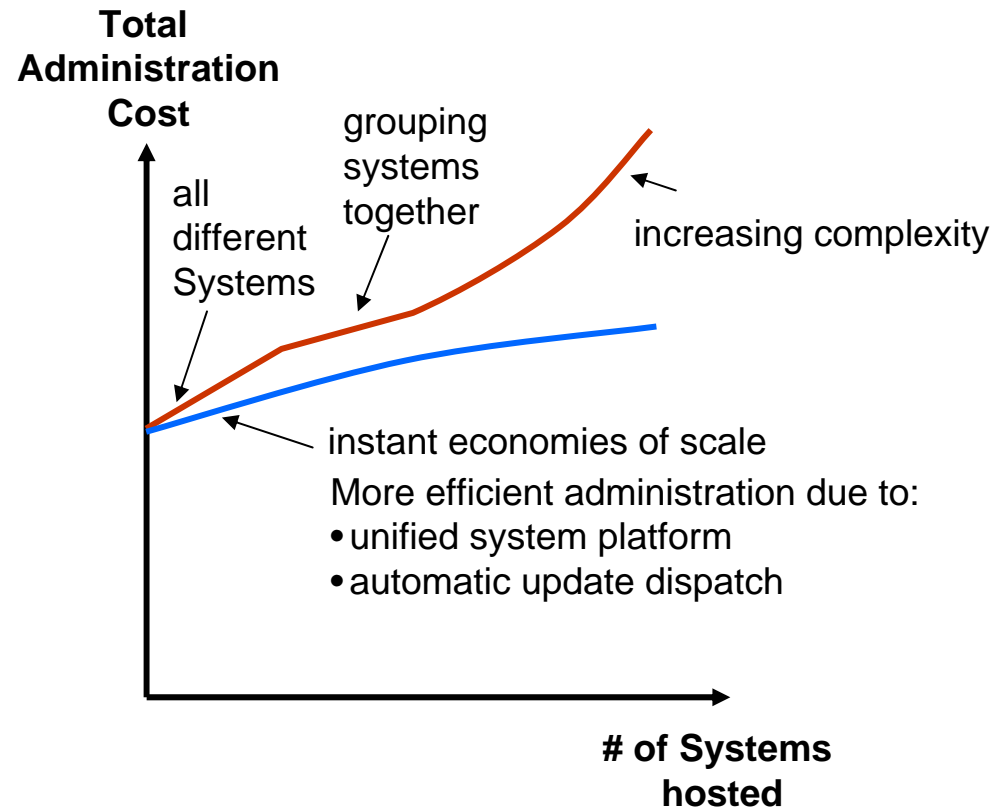 Total
Administration
Cost
grouping
systems
together
all
different
Systems
increasing complexity
instant economies of scale
More efficient administration due to:
•unified system platform
•automatic update dispatch
# of Systems
hosted